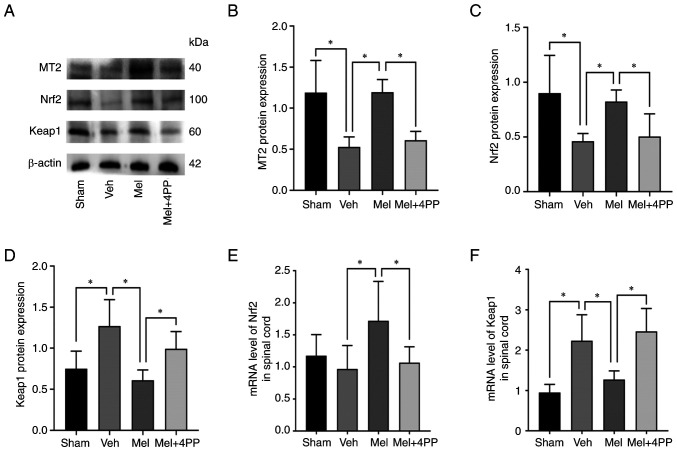 A
kDa
MT2
40
Nrf2
100
Keap1
60
β-actin
42
Sham
Veh
Mel
Mel+4PP
B
MT2 protein expression
2.0
1.5
1.0
0.5
0
*
*
*
Sham Veh Mel Mel+4PP
C
Nrf2 protein expression
1.5
1.0
0.5
0.0
*
*
*
Sham Veh Mel Mel+4PP
D
Keap1 protein expression
2.0
1.5
1.0
0.5
0.0
*
*
*
Sham Veh Mel Mel+4PP
E
mRNA level of Nrf2
in spinal cord
2.5
2.0
1.5
1.0
0.5
0.0
*
*
Sham Veh Mel Mel+4PP
F
mRNA level of Keap1
in spinal cord
4
3
2
1
0
*
*
*
Sham Veh Mel Mel+4PP